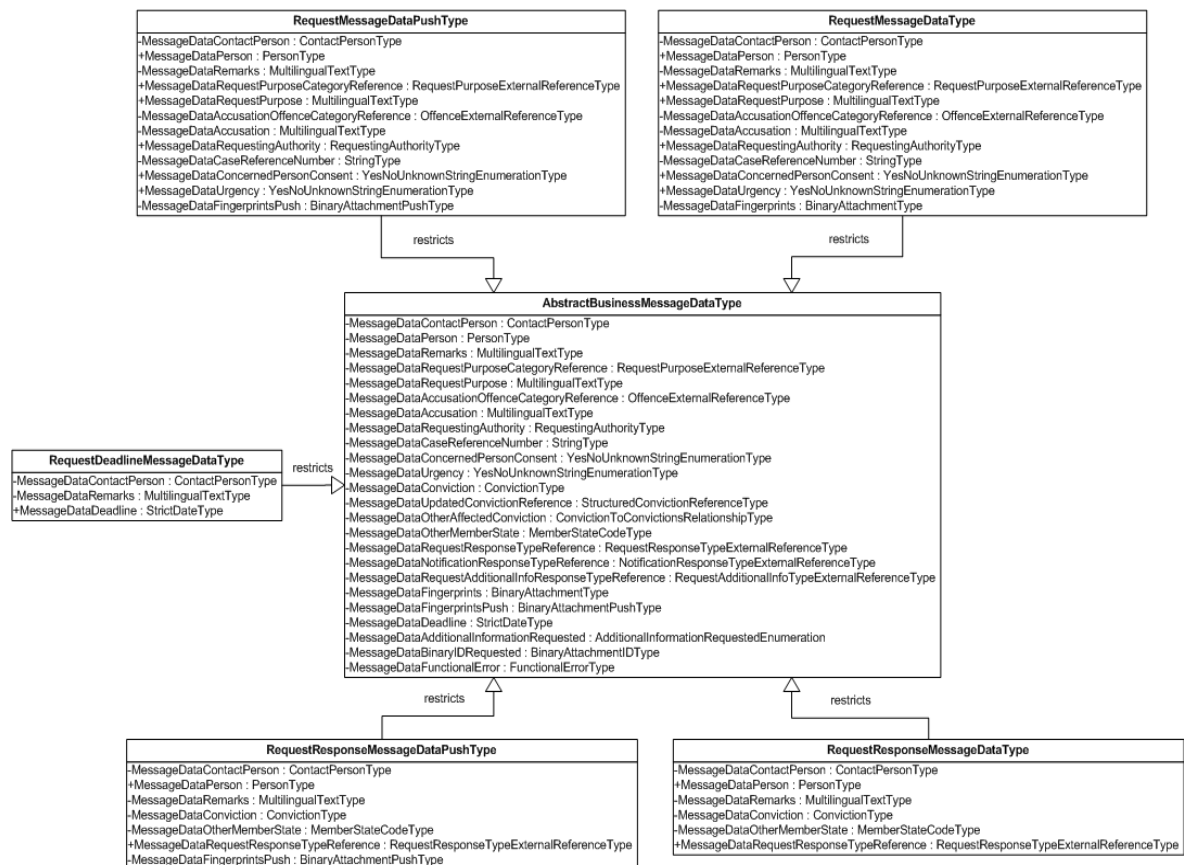 RequestMessageDataPushType
-MessageDataContactPerson : ContactPersonType
+MessageDataPerson : PersonType
-MessageDataRemarks : MultilingualTextType
+MessageDataRequestPurposeCategoryReference : RequestPurposeExternalReferenceType
+MessageDataRequestPurpose : MultilingualTextType
-MessageDataAccusationOffenceCategoryReference : OffenceExternalReferenceType
-MessageDataAccusation : MultilingualTextType
+MessageDataRequestingAuthority : RequestingAuthorityType
-MessageDataCaseReferenceNumber : StringType
+MessageDataConcernedPersonConsent : YesNoUnknownStringEnumerationType
+MessageDataUrgency : YesNoUnknownStringEnumerationType
-MessageDataFingerprintsPush : BinaryAttachmentPushType
RequestMessageDataType
-MessageDataContactPerson : ContactPersonType
+MessageDataPerson : PersonType
-MessageDataRemarks : MultilingualTextType
+MessageDataRequestPurposeCategoryReference : RequestPurposeExternalReferenceType
+MessageDataRequestPurpose : MultilingualTextType
-MessageDataAccusationOffenceCategoryReference : OffenceExternalReferenceType
-MessageDataAccusation : MultilingualTextType
+MessageDataRequestingAuthority : RequestingAuthorityType
-MessageDataCaseReferenceNumber : StringType
+MessageDataConcernedPersonConsent : YesNoUnknownStringEnumerationType
+MessageDataUrgency : YesNoUnknownStringEnumerationType
-MessageDataFingerprints : BinaryAttachmentType
restricts
restricts
AbstractBusinessMessageDataType
-MessageDataContactPerson : ContactPersonType
-MessageDataPerson : PersonType
-MessageDataRemarks : MultilingualTextType
-MessageDataRequestPurposeCategoryReference : RequestPurposeExternalReferenceType
-MessageDataRequestPurpose : MultilingualTextType
-MessageDataAccusationOffenceCategoryReference : OffenceExternalReferenceType
-MessageDataAccusation : MultilingualTextType
-MessageDataRequestingAuthority : RequestingAuthorityType
-MessageDataCaseReferenceNumber : StringType
-MessageDataConcernedPersonConsent : YesNoUnknownStringEnumerationType
-MessageDataUrgency : YesNoUnknownStringEnumerationType
-MessageDataConviction : ConvictionType
-MessageDataUpdatedConvictionReference : StructuredConvictionReferenceType
-MessageDataOtherAffectedConviction : ConvictionToConvictionsRelationshipType
-MessageDataOtherMemberState : MemberStateCodeType
-MessageDataRequestResponseTypeReference : RequestResponseTypeExternalReferenceType
-MessageDataNotificationResponseTypeReference : NotificationResponseTypeExternalReferenceType
-MessageDataRequestAdditionalInfoResponseTypeReference : RequestAdditionalInfoTypeExternalReferenceType
-MessageDataFingerprints : BinaryAttachmentType
-MessageDataFingerprintsPush : BinaryAttachmentPushType
-MessageDataDeadline : StrictDateType
-MessageDataAdditionalInformationRequested : AdditionalInformationRequestedEnumeration
-MessageDataBinaryIDRequested : BinaryAttachmentIDType
-MessageDataFunctionalError : FunctionalErrorType
RequestDeadlineMessageDataType
-MessageDataContactPerson : ContactPersonType
-MessageDataRemarks : MultilingualTextType
+MessageDataDeadline : StrictDateType
restricts
restricts
restricts
RequestResponseMessageDataPushType
-MessageDataContactPerson : ContactPersonType
+MessageDataPerson : PersonType
-MessageDataRemarks : MultilingualTextType
-MessageDataConviction : ConvictionType
-MessageDataOtherMemberState : MemberStateCodeType
+MessageDataRequestResponseTypeReference : RequestResponseTypeExternalReferenceType
-MessageDataFingerprintsPush : BinaryAttachmentPushType
RequestResponseMessageDataType
-MessageDataContactPerson : ContactPersonType
+MessageDataPerson : PersonType
-MessageDataRemarks : MultilingualTextType
-MessageDataConviction : ConvictionType
-MessageDataOtherMemberState : MemberStateCodeType
+MessageDataRequestResponseTypeReference : RequestResponseTypeExternalReferenceType